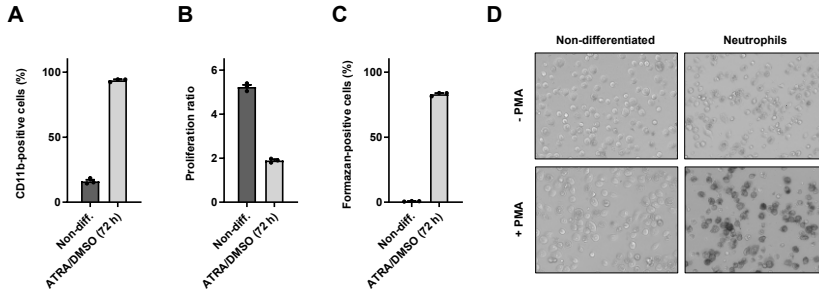 A
CD11b-positive cells (%)
100
50
0
Non-diff.
ATRA/DMSO (72 h)
B
Proliferation ratio
6
4
2
0
Non-diff.
ATRA/DMSO (72 h)
C
Formazan-positive cells (%)
100
50
0
Non-diff.
ATRA/DMSO (72 h)
D
Non-differentiated
Neutrophils
- PMA
+ PMA